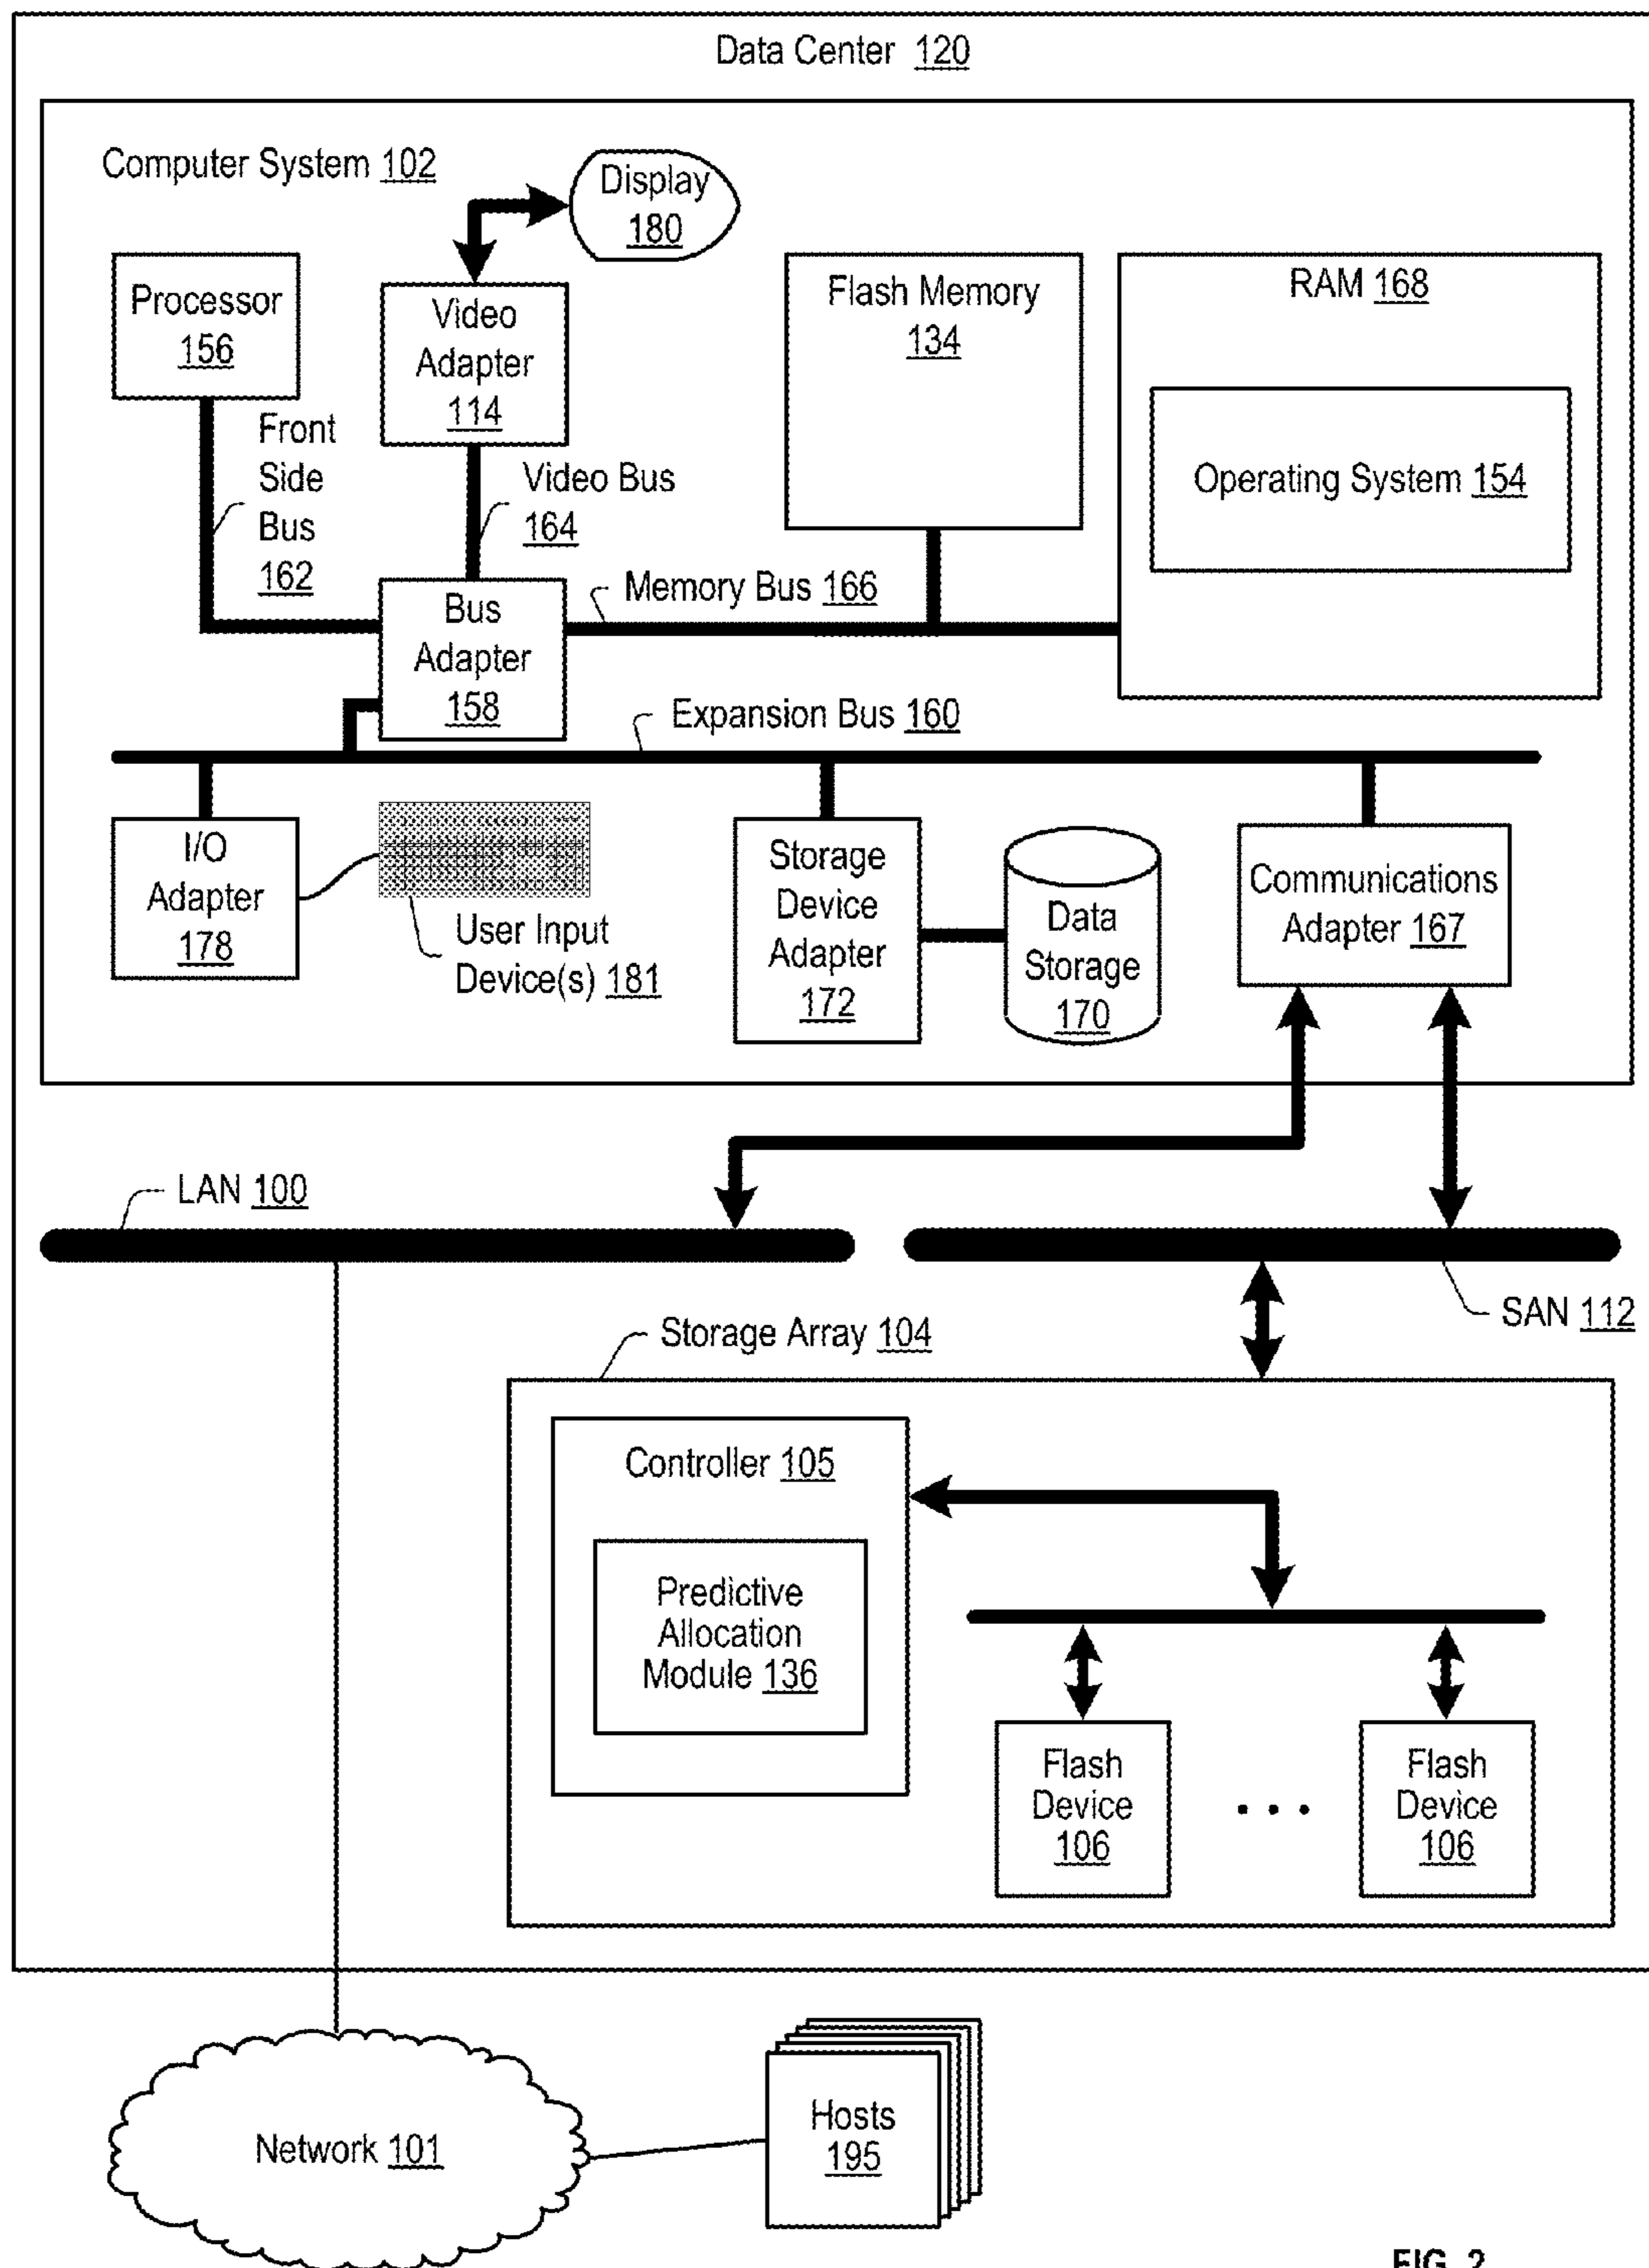 Data Center 120
Computer System 102
Display
180
Processor
156
Video
Adapter
114
Flash Memory
134
RAM 168
Operating System 154
Front
Side
Bus
162
Video Bus
164
Memory Bus 166
Bus
Adapter
158
Expansion Bus 160
I/O
Adapter
178
User Input
Device(s) 181
Storage
Device
Adapter
172
Data
Storage
170
Communications
Adapter 167
LAN 100
SAN 112
Storage Array 104
Controller 105
Predictive
Allocation
Module 136
Flash
Device
106
. . .
Flash
Device
106
Network 101
Hosts
195
FIG. 2